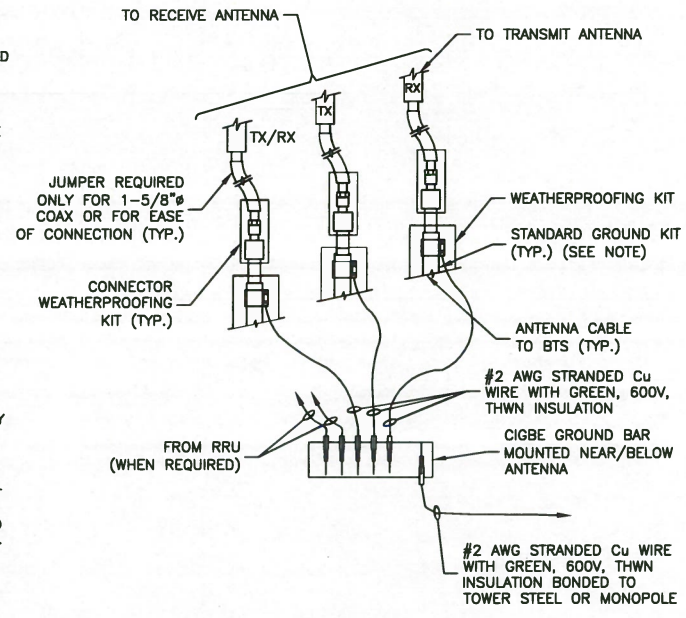 TO RECEIVE ANTENNA
TO TRANSMIT ANTENNA
D
RX
TX
TX/RX
JUMPER REQUIRED
ONLY FOR 1-5/8"ø
COAX OR FOR EASE
OF CONNECTION (TYP.)
WEATHERPROOFING KIT
STANDARD GROUND KIT
(TYP.) (SEE NOTE)
CONNECTOR
WEATHERPROOFING
KIT (TYP.)
ANTENNA CABLE
TO BTS (TYP.)
#2 AWG STRANDED Cu
WIRE WITH GREEN, 600V,
THWN INSULATION
Y
FROM RRU
(WHEN REQUIRED)
CIGBE GROUND BAR
MOUNTED NEAR/BELOW
ANTENNA
#2 AWG STRANDED Cu WIRE
WITH GREEN, 600V, THWN
INSULATION BONDED TO
TOWER STEEL OR MONOPOLE